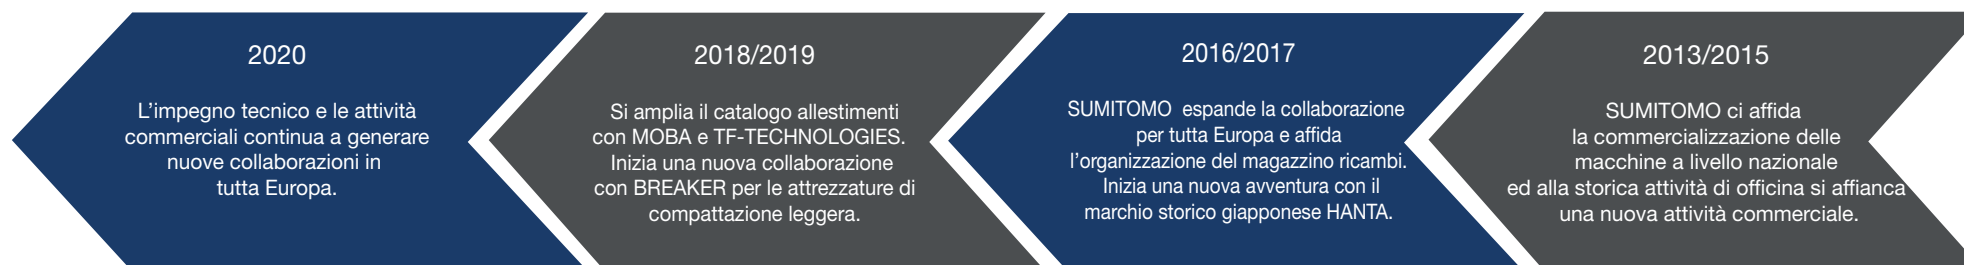 2020
L'impegno tecnico e le attività
commerciali continua a generare
nuove collaborazioni in
tutta Europa.
2018/2019
Si amplia il catalogo allestimenti
con MOBA e TF-TECHNOLOGIES.
Inizia una nuova collaborazione
con BREAKER per le attrezzature di
compattazione leggera.
2016/2017
SUMITOMO espande la collaborazione
per tutta Europa e affida
l'organizzazione del magazzino ricambi.
Inizia una nuova avventura con il
marchio storico giapponese HANTA.
2013/2015
SUMITOMO ci affida
la commercializzazione delle
macchine a livello nazionale
ed alla storica attività di officina si affianca
una nuova attività commerciale.